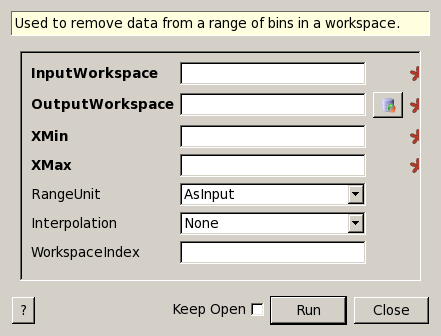 Used to remove data from a range of bins in a workspace.
InputWorkspace
OutputWorkspace
XMin
XMax
RangeUnit AsInput
Interpolation None
WorkspaceIndex
? Keep Open Run Close